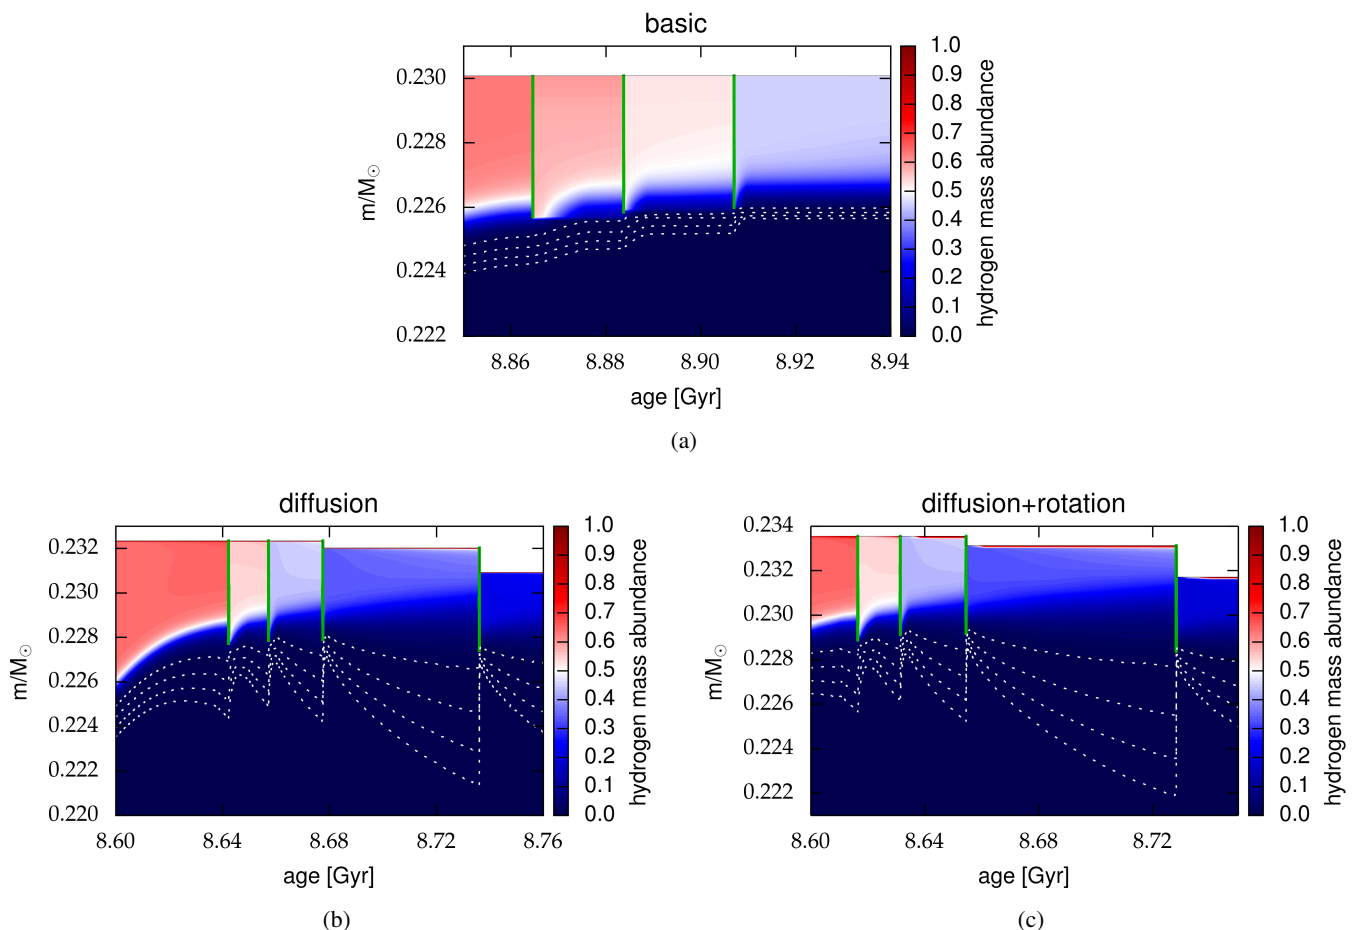 basic
m/M☉
0.230
0.228
0.226
0.224
0.222
8.86 8.88 8.90 8.92 8.94
age [Gyr]
1.0
0.9
0.8
0.7
0.6
0.5
0.4
0.3
0.2
0.1
0.0
hydrogen mass abundance
(a)
diffusion
m/M☉
0.232
0.230
0.228
0.226
0.224
0.222
0.220
8.60 8.64 8.68 8.72 8.76
age [Gyr]
1.0
0.9
0.8
0.7
0.6
0.5
0.4
0.3
0.2
0.1
0.0
hydrogen mass abundance
(b)
diffusion+rotation
m/M☉
0.234
0.232
0.230
0.228
0.226
0.224
0.222
8.60 8.64 8.68 8.72
age [Gyr]
1.0
0.9
0.8
0.7
0.6
0.5
0.4
0.3
0.2
0.1
0.0
hydrogen mass abundance
(c)